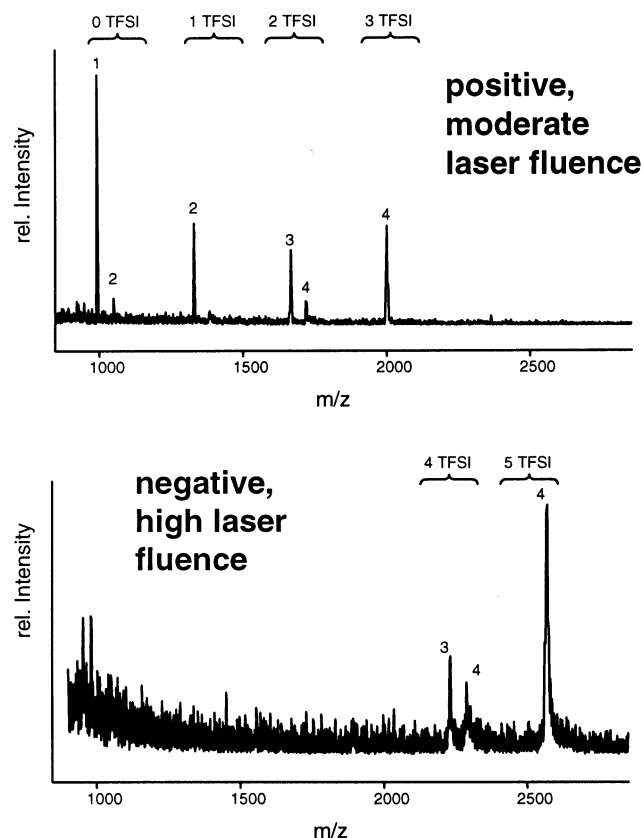 0 TFSI 1 TFSI 2 TFSI 3 TFSI
1
2
2
3
4
4
positive,
moderate
laser fluence
rel. Intensity
1000 1500 2000 2500
m/z
4 TFSI 5 TFSI
negative,
high laser
fluence
3
4
4
rel. Intensity
1000 1500 2000 2500
m/z